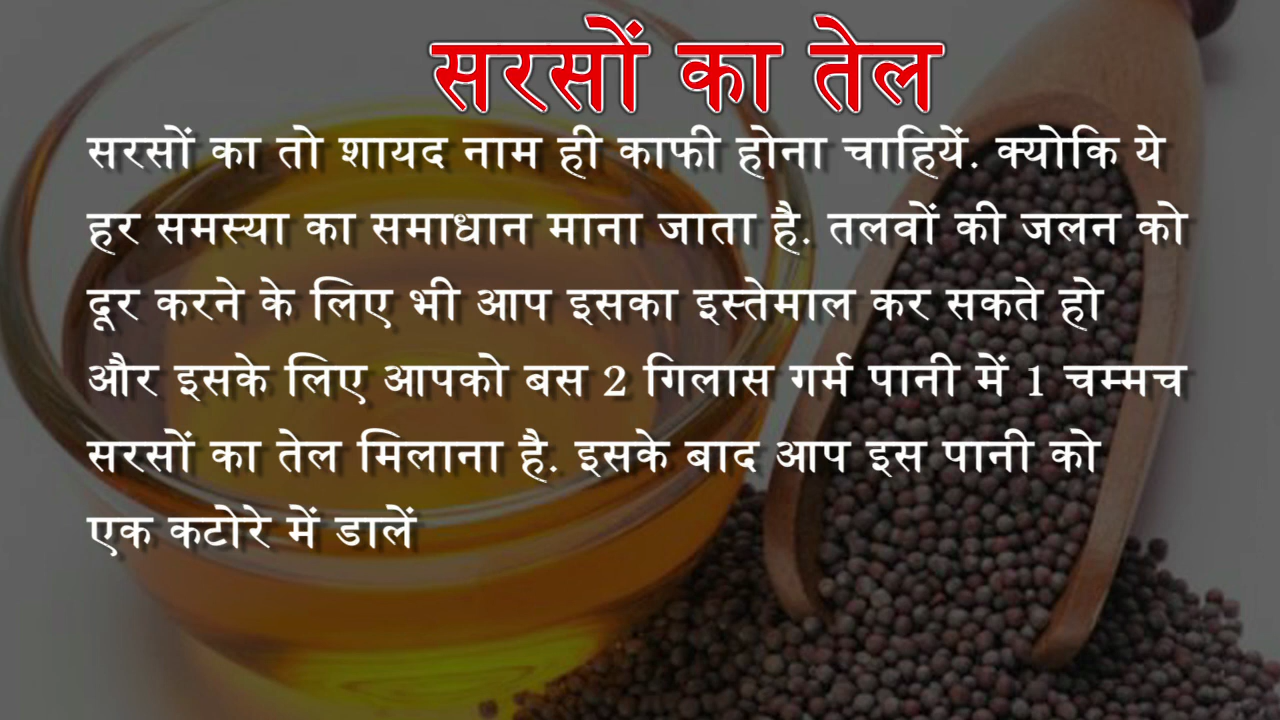 सरसों का तेल
सरसों का तो शायद नाम ही काफी होना चाहियें. क्योकि ये
हर समस्या का समाधान माना जाता है. तलवों की जलन को
दूर करने के लिए भी आप इसका इस्तेमाल कर सकते हो
और इसके लिए आपको बस 2 गिलास गर्म पानी में 1 चम्मच
सरसों का तेल मिलाना है. इसके बाद आप इस पानी को
एक कटोरे में डालें